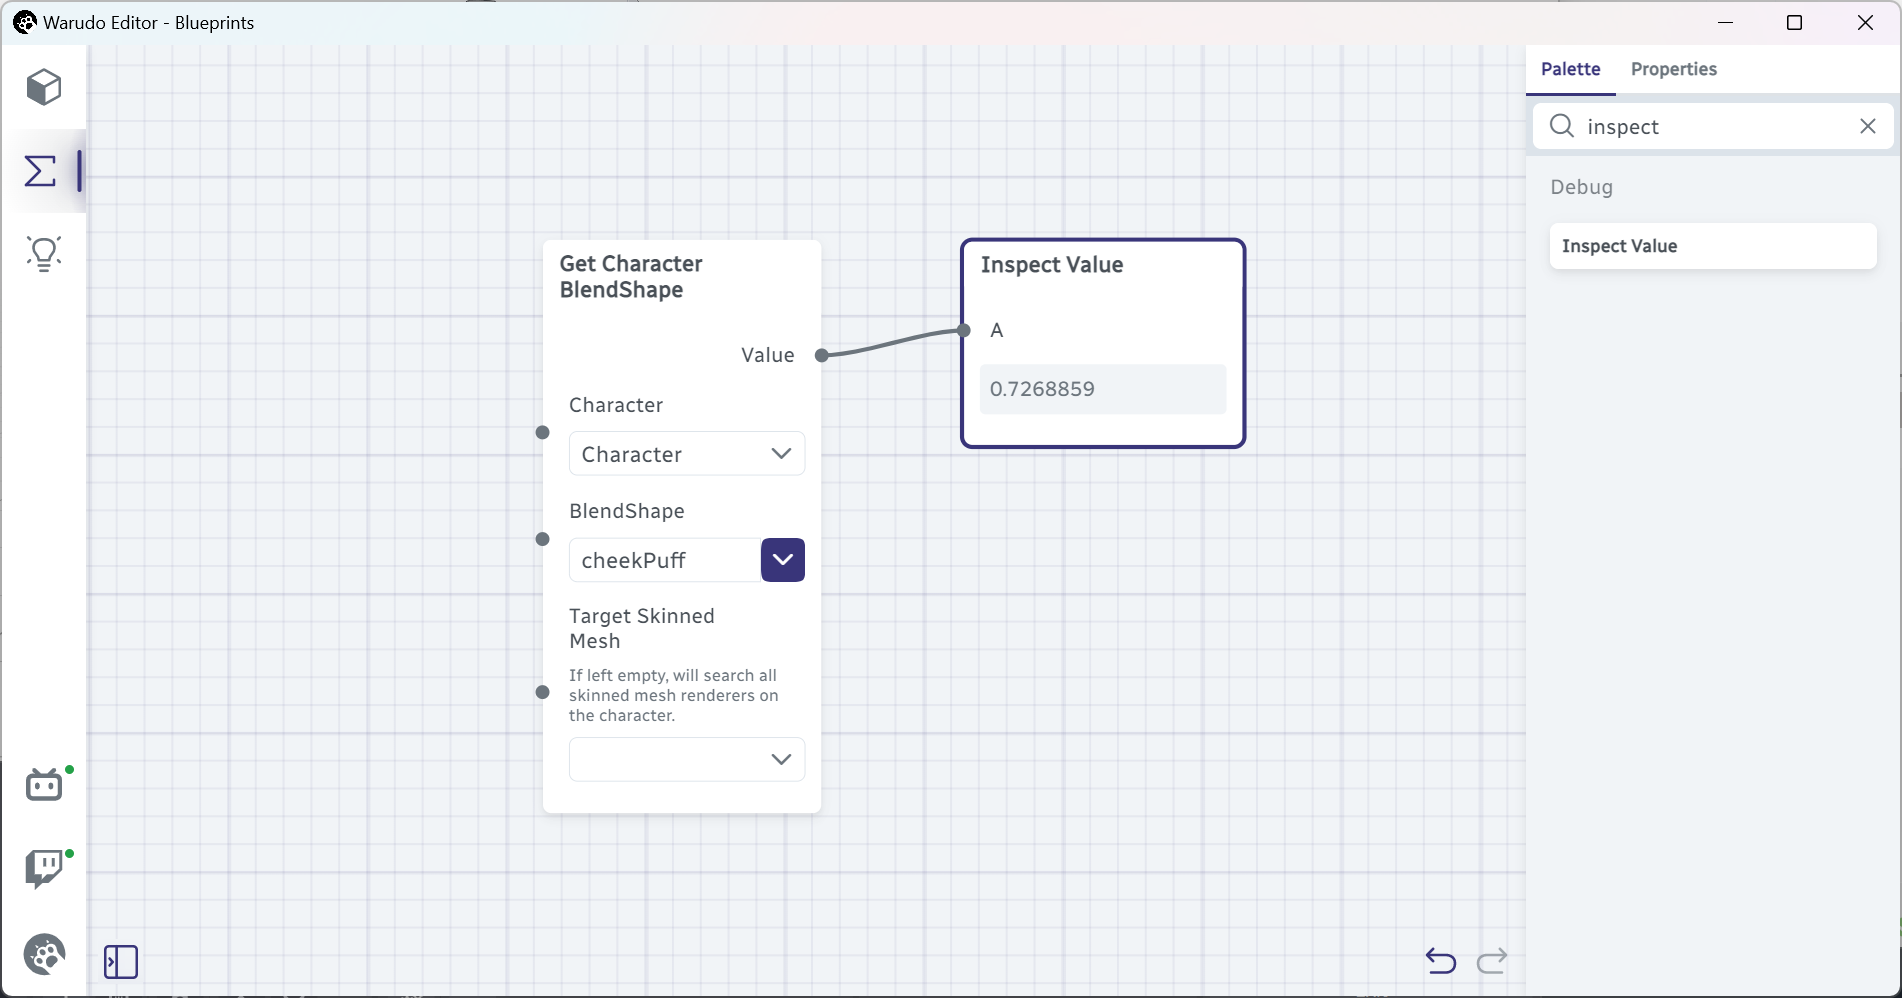 Warudo Editor - Blueprints
Palette
Properties
inspect
Debug
Inspect Value
Get Character
BlendShape
Value
Character
Character
BlendShape
cheekPuff
Target Skinned
Mesh
If left empty, will search all
skinned mesh renderers on
the character.
Inspect Value
A
0.7268859